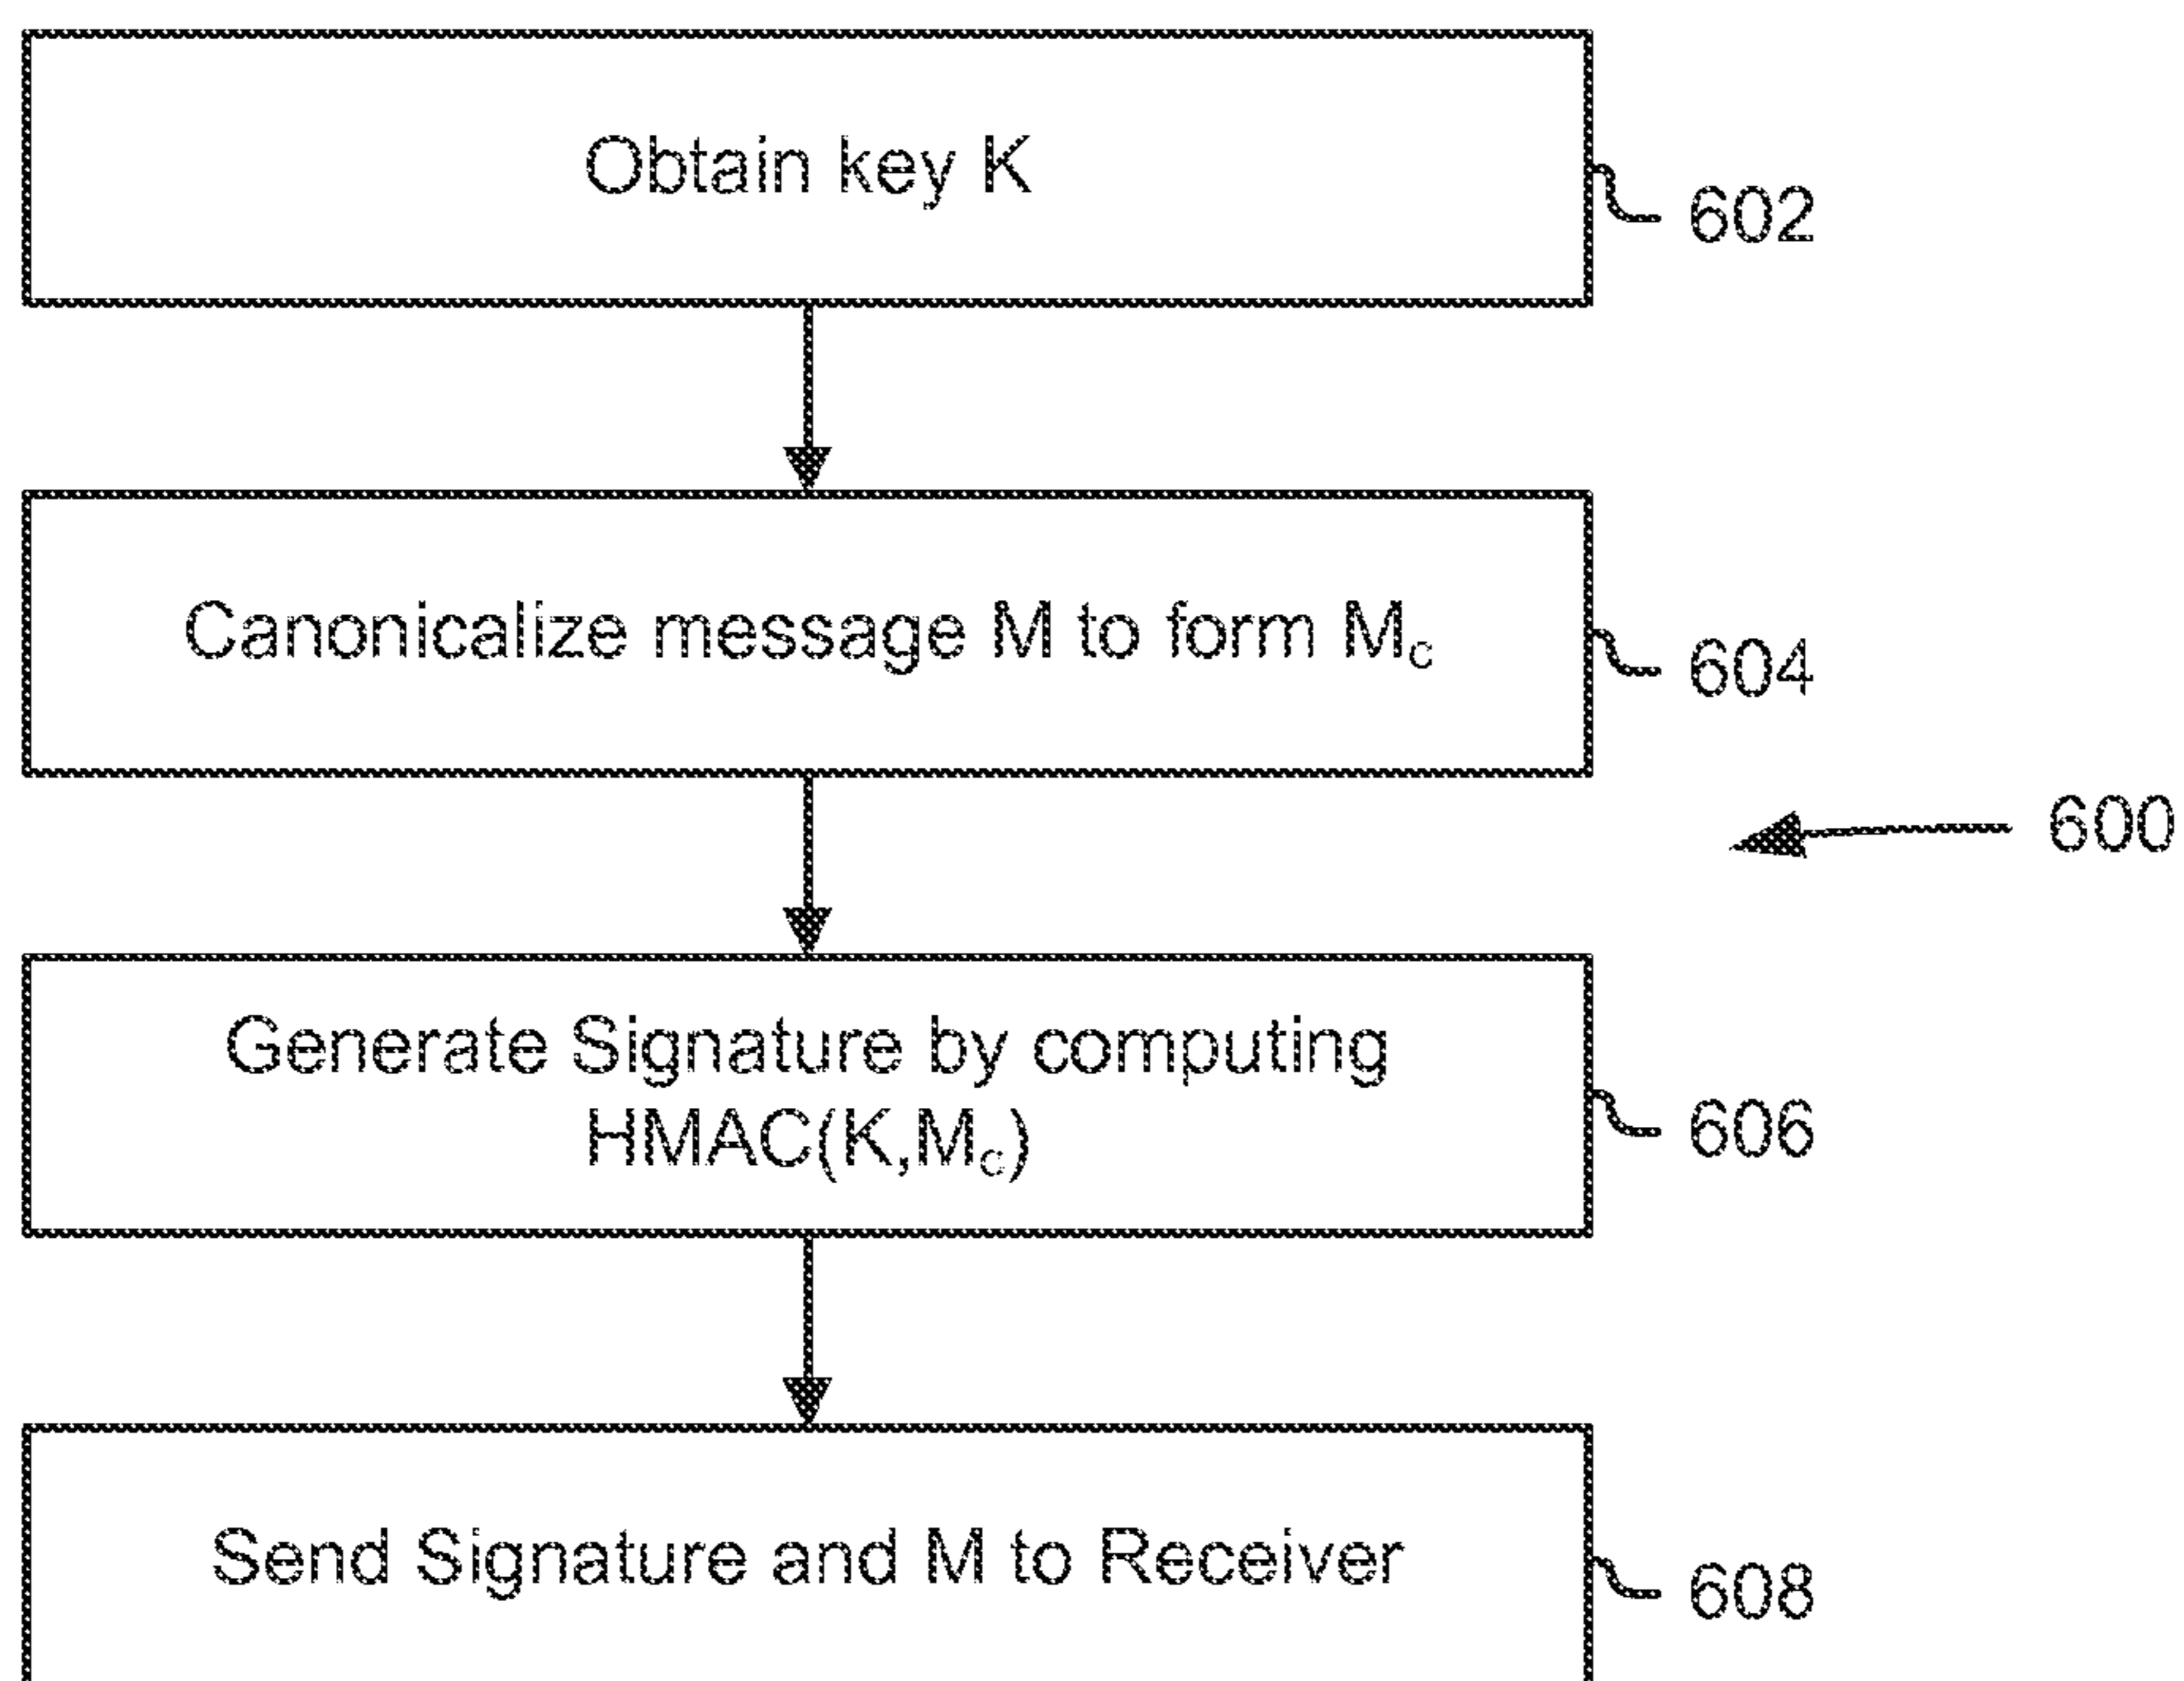 Obtain key K
602
Canonicalize message M to form Mc
604
600
Generate Signature by computing
HMAC(K,Mc)
606
Send Signature and M to Receiver
608